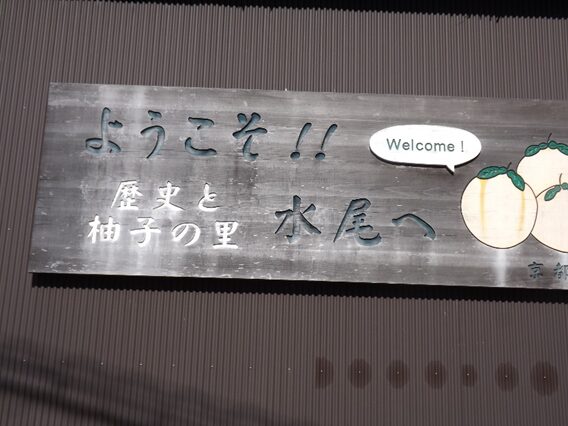 ようこそ!!
Welcome!
歴史と
柚子の里
水尾へ
京都